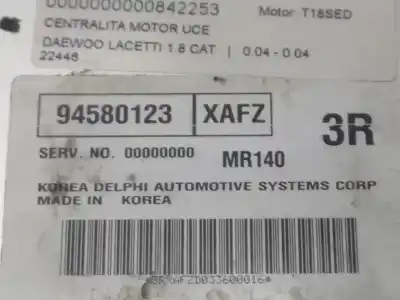 0000000000842253
Motor T18SED
CENTRALITA MOTOR UCE
DAEWOO LACETTI 1.8 CAT | 0.04 - 0.04
22446
94580123 XAFZ 3R
SERV. NO. 00000000 MR140
KOREA DELPHI AUTOMOTIVE SYSTEMS CORP
MADE IN KOREA
*3RXAFZD033600016*